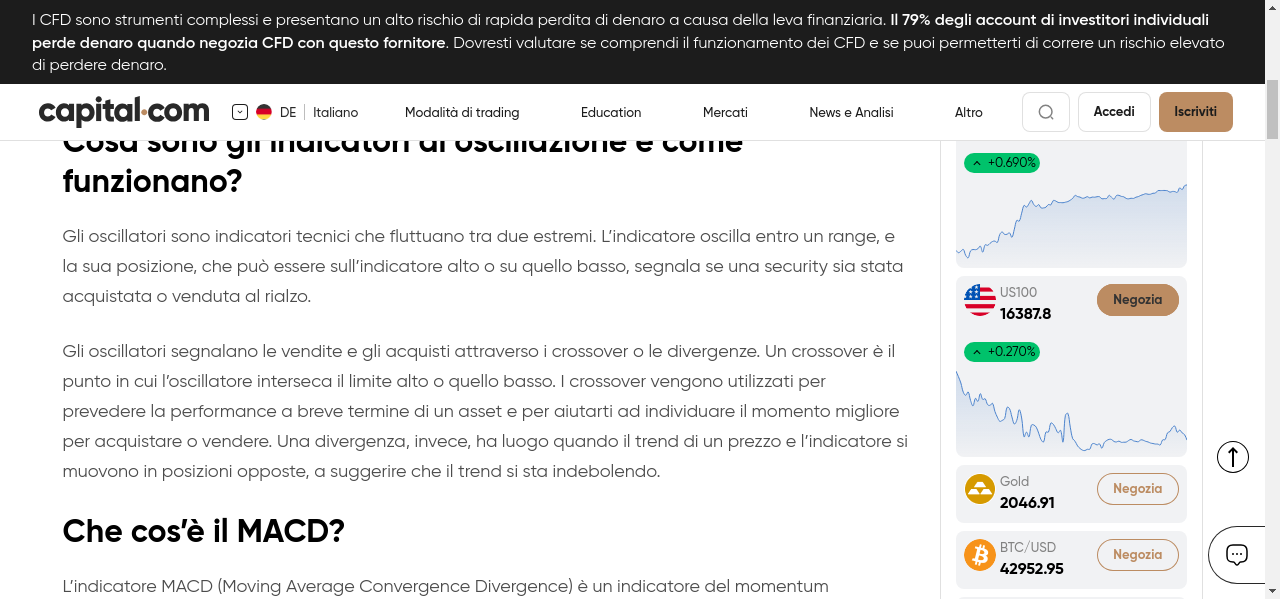 I CFD sono strumenti complessi e presentano un alto rischio di rapida perdita di denaro a causa della leva finanziaria. Il 79% degli account di investitori individuali
perde denaro quando negozia CFD con questo fornitore. Dovresti valutare se comprendi il funzionamento dei CFD e se puoi permetterti di correre un rischio elevato
di perdere denaro.
capital.com
DE
Italiano
Modalità di trading
Education
Mercati
News e Analisi
Altro
Accedi
Iscriviti
Cosa sono gli indicatori di oscillazione e come
funzionano?
Gli oscillatori sono indicatori tecnici che fluttuano tra due estremi. L’indicatore oscilla entro un range, e
la sua posizione, che può essere sull’indicatore alto o su quello basso, segnala se una security sia stata
acquistata o venduta al rialzo.
Gli oscillatori segnalano le vendite e gli acquisti attraverso i crossover o le divergenze. Un crossover è il
punto in cui l’oscillatore interseca il limite alto o quello basso. I crossover vengono utilizzati per
prevedere la performance a breve termine di un asset e per aiutarti ad individuare il momento migliore
per acquistare o vendere. Una divergenza, invece, ha luogo quando il trend di un prezzo e l’indicatore si
muovono in posizioni opposte, a suggerire che il trend si sta indebolendo.
Che cos’è il MACD?
L’indicatore MACD (Moving Average Convergence Divergence) è un indicatore del momentum
+0.690%
US100
16387.8
Negozia
+0.270%
Gold
2046.91
Negozia
BTC/USD
42952.95
Negozia